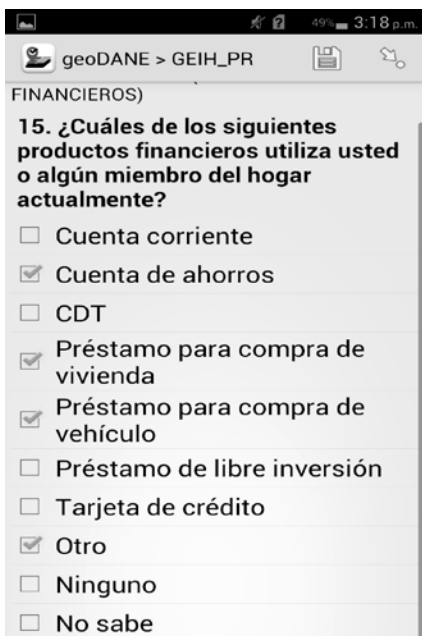 49% 3:18 p.m.
geoDANE > GEIH_PR
FINANCIEROS)
15. ¿Cuáles de los siguientes
productos financieros utiliza usted
o algún miembro del hogar
actualmente?
Cuenta corriente
Cuenta de ahorros
CDT
Préstamo para compra de
vivienda
Préstamo para compra de
vehículo
Préstamo de libre inversión
Tarjeta de crédito
Otro
Ninguno
No sabe